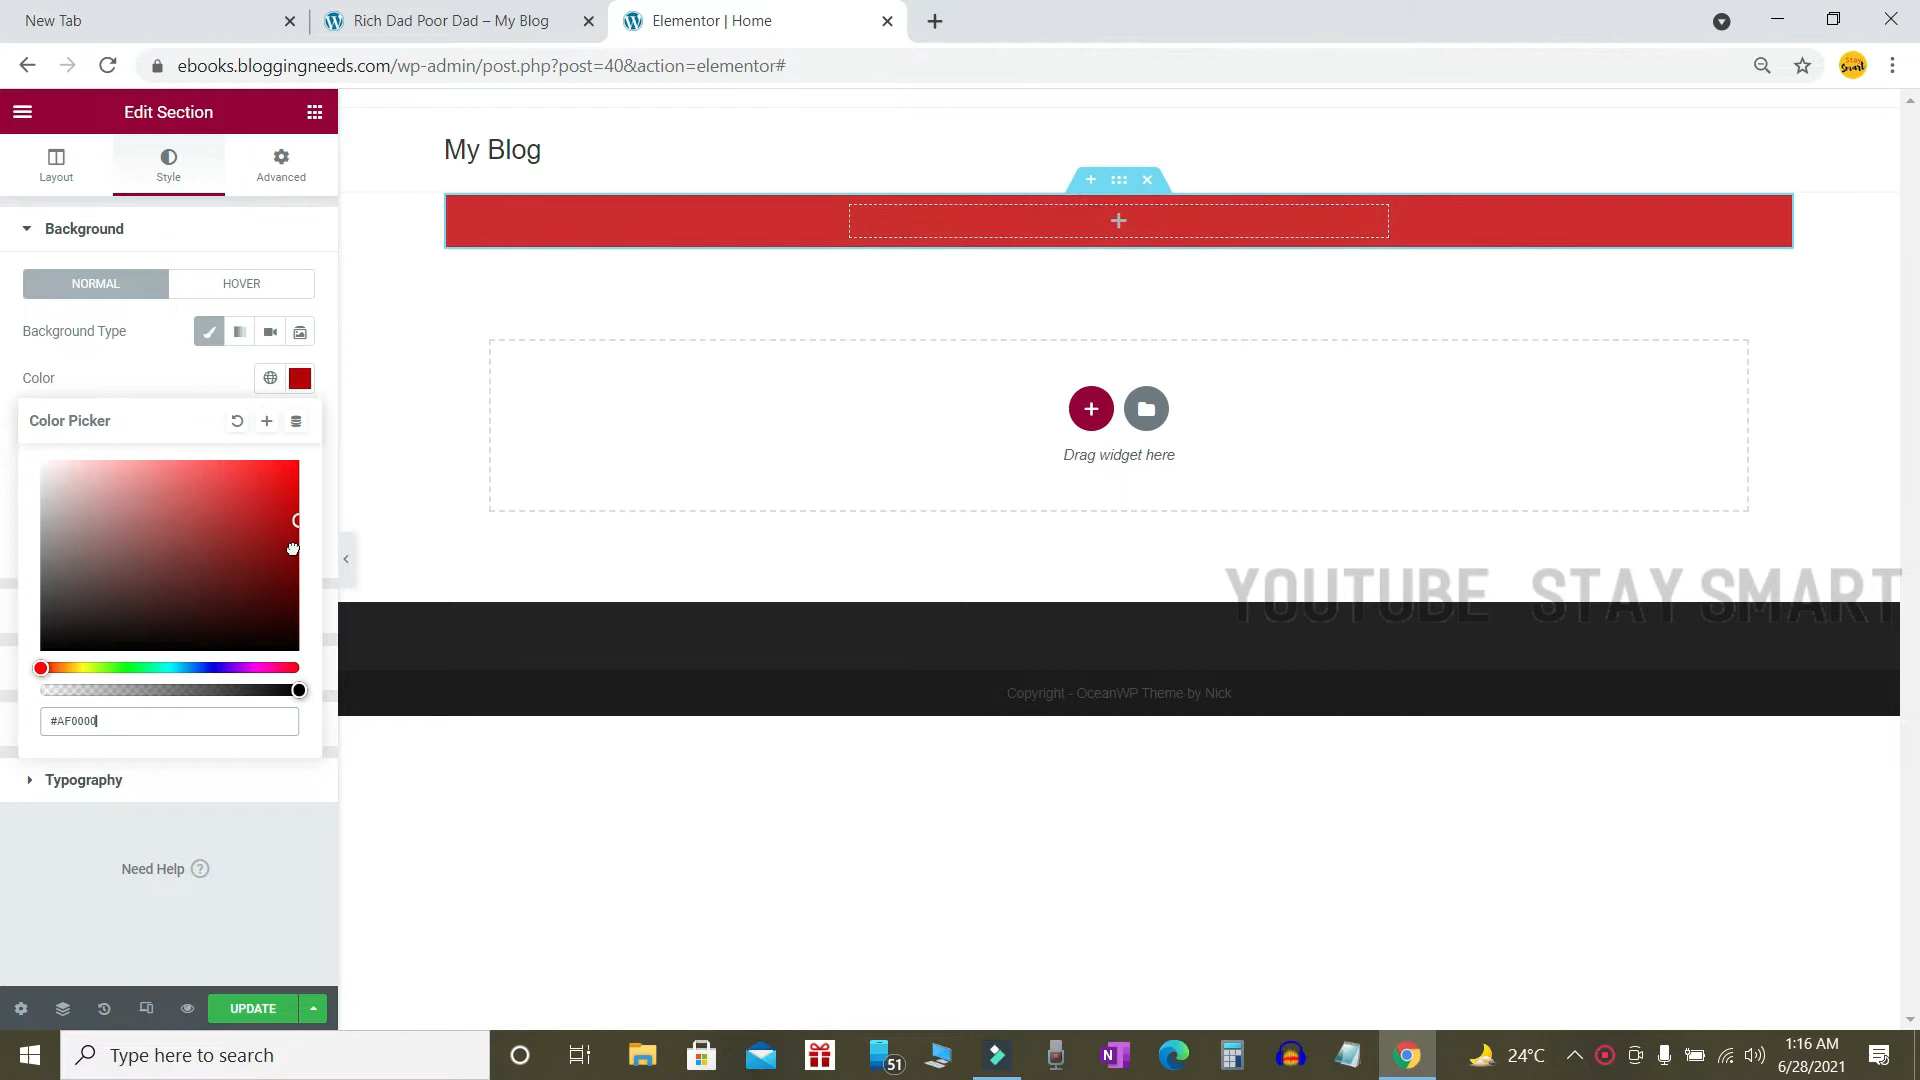 New Tab
Rich Dad Poor Dad – My Blog
Elementor | Home
ebooks.bloggingneeds.com/wp-admin/post.php?post=40&action=elementor#
Stay
Smart
Edit Section
Layout
Style
Advanced
Background
NORMAL
HOVER
Background Type
Color
Color Picker
#AF0000
Typography
Need Help ?
UPDATE
My Blog
Drag widget here
YOUTUBE STAY SMART
Copyright - OceanWP Theme by Nick
Type here to search
51
N
24°C
1:16 AM
6/28/2021